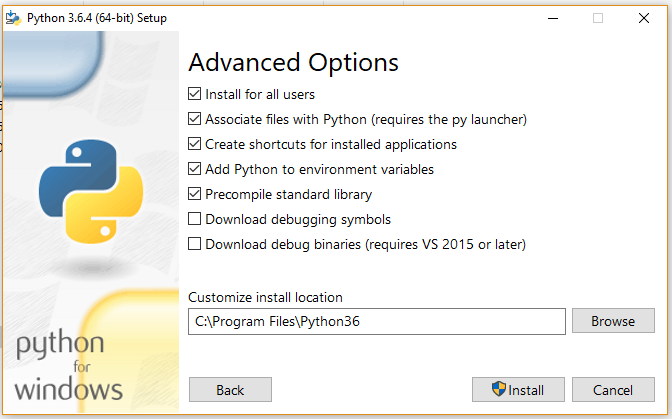 Python 3.6.4 (64-bit) Setup
Advanced Options
Install for all users
Associate files with Python (requires the py launcher)
Create shortcuts for installed applications
Add Python to environment variables
Precompile standard library
Download debugging symbols
Download debug binaries (requires VS 2015 or later)
Customize install location
C:\Program Files\Python36
Browse
python
for
windows
Back
Install
Cancel